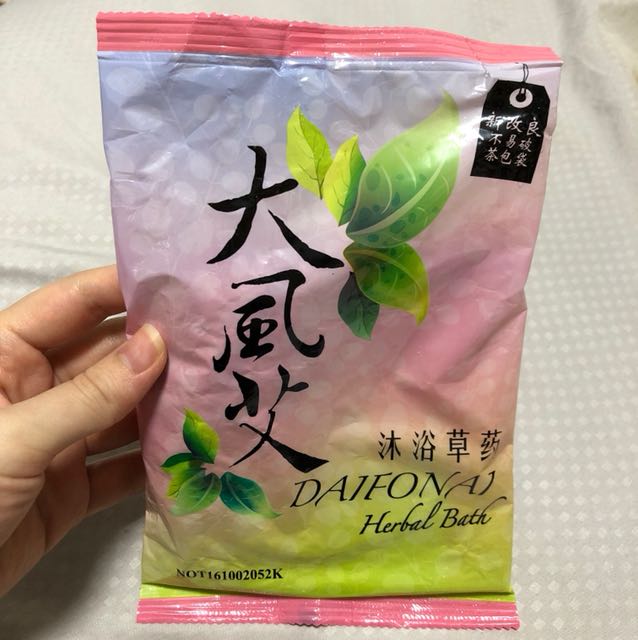 新改良
不易破
茶包袋
大風艾
沐浴草药
DAIFONAI
Herbal Bath
NOT161002052K